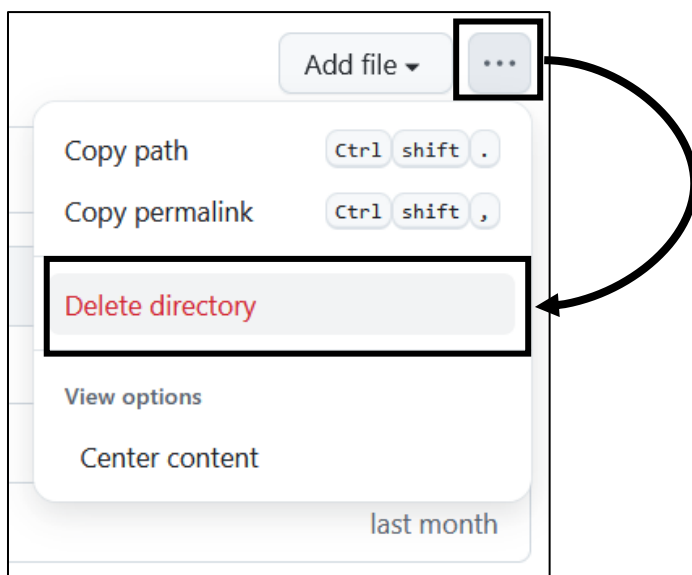 Add file
...
Copy path Ctrl shift .
Copy permalink Ctrl shift ,
Delete directory
View options
Center content
last month